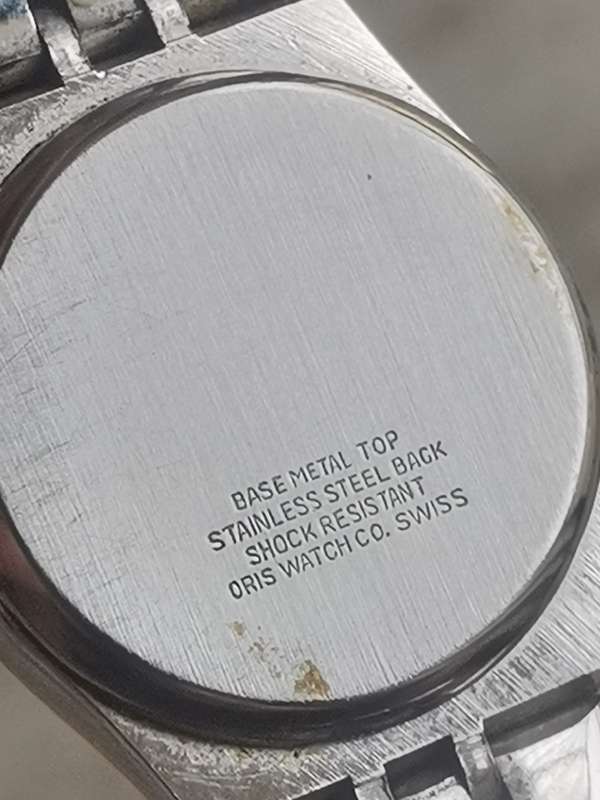 BASE METAL TOP
STAINLESS STEEL BACK
SHOCK RESISTANT
ORIS WATCH CO. SWISS